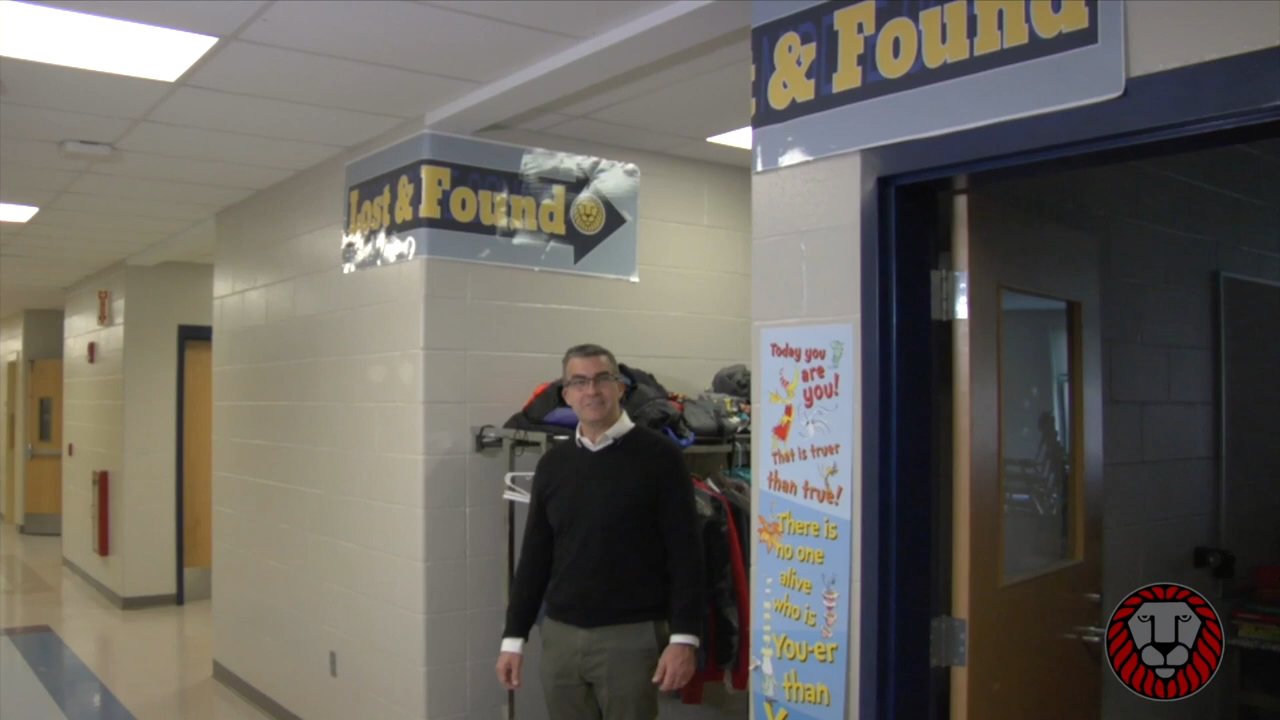 Lost & Found
& Found
Today you
are
you!
That is truer
than true!
There is
no one
alive
who is
You-er
than